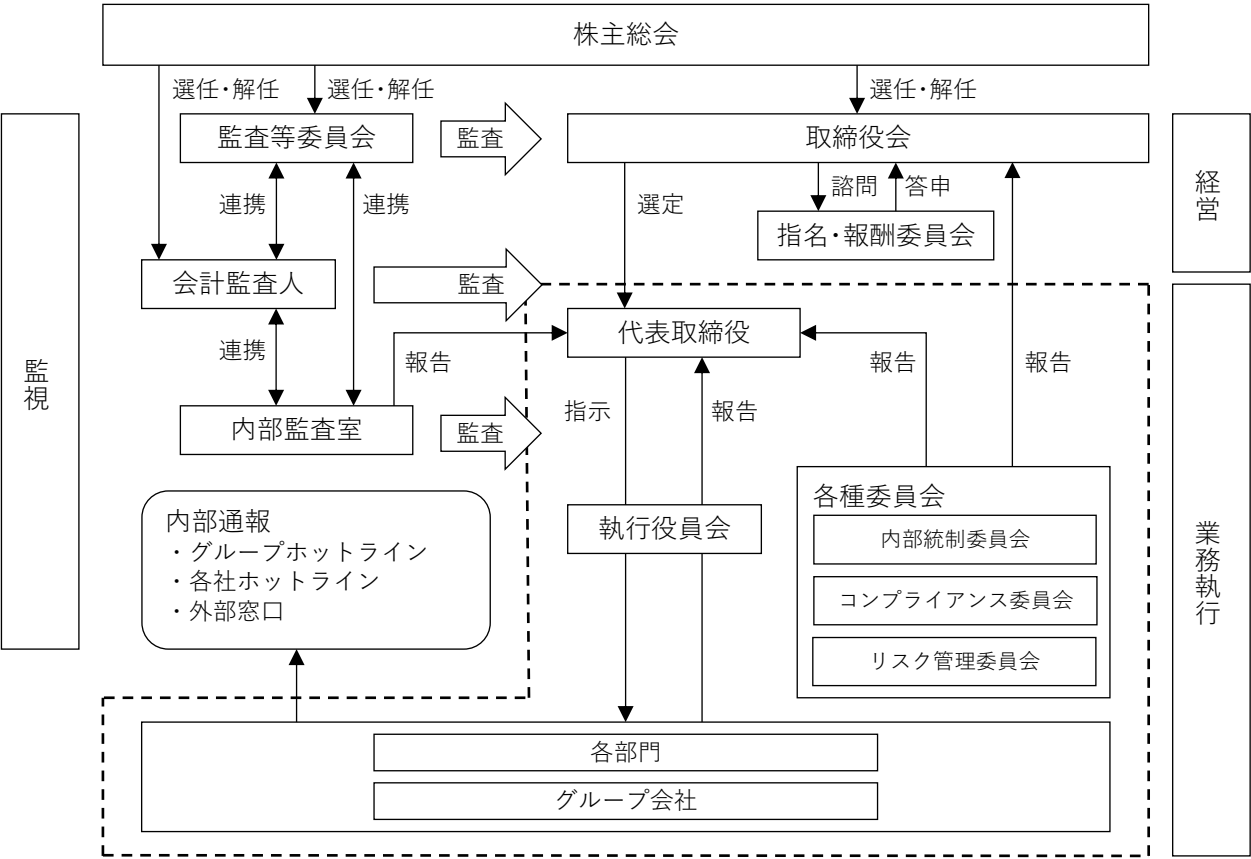 株主総会
選任・解任
選任・解任
選任・解任
監査等委員会
監査
取締役会
経営
連携
連携
選定
諮問
答申
指名・報酬委員会
会計監査人
監査
代表取締役
監視
連携
報告
報告
報告
指示
報告
内部監査室
監査
各種委員会
内部統制委員会
コンプライアンス委員会
リスク管理委員会
執行役員会
業務執行
内部通報
・グループホットライン
・各社ホットライン
・外部窓口
各部門
グループ会社